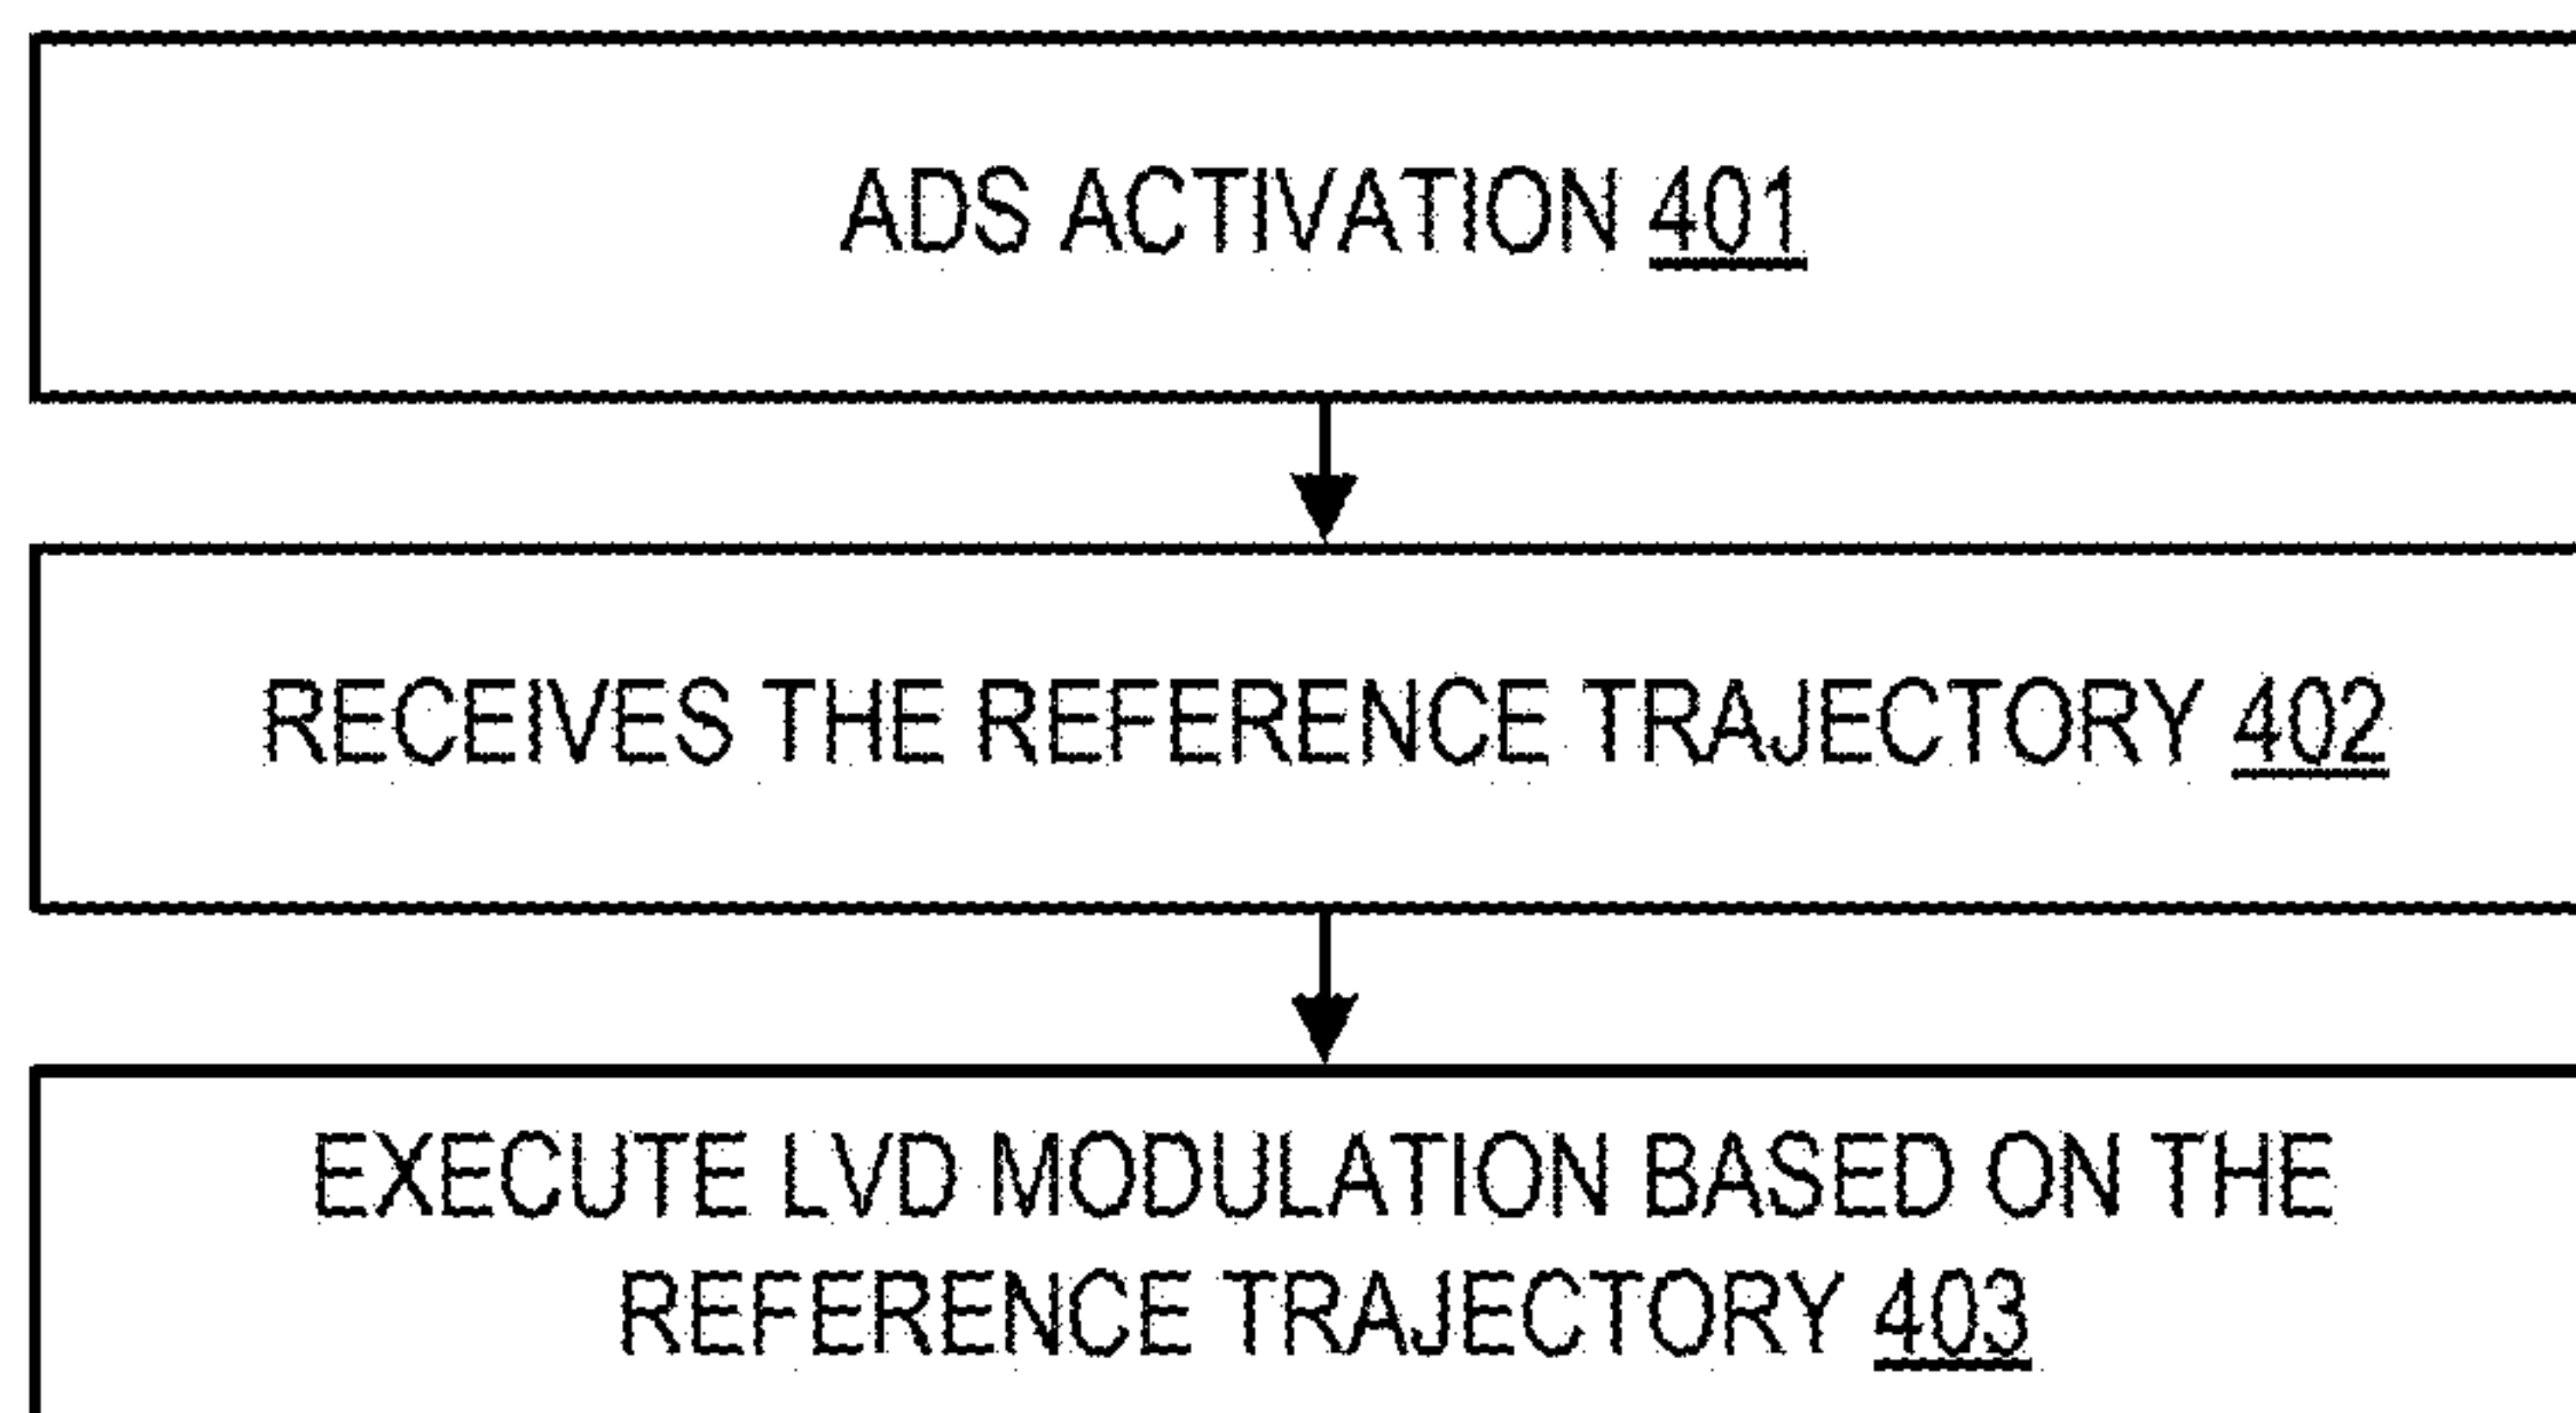 ADS ACTIVATION 401
RECEIVES THE REFERENCE TRAJECTORY 402
EXECUTE LVD MODULATION BASED ON THE
REFERENCE TRAJECTORY 403